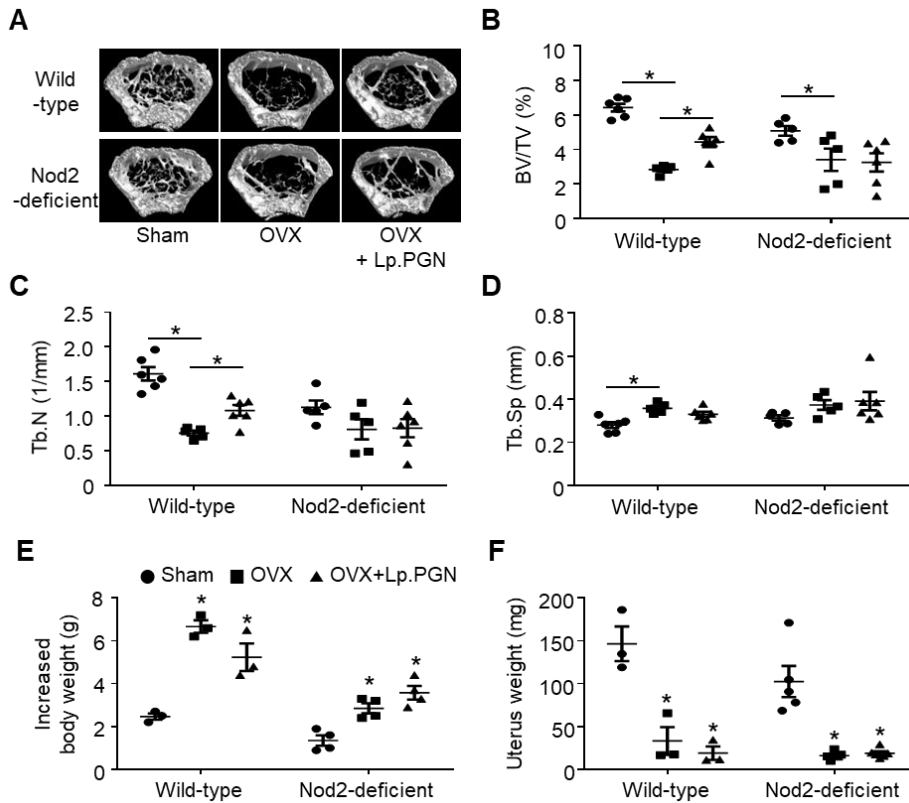 A
Wild
-type
Nod2
-deficient
Sham
OVX
OVX
+ Lp.PGN
B
BV/TV (%)
10
8
6
4
2
0
*
*
*
Wild-type
Nod2-deficient
C
Tb.N (1/mm)
2.5
2.0
1.5
1.0
0.5
0
*
*
Wild-type
Nod2-deficient
D
Tb.Sp (mm)
0.8
0.6
0.4
0.2
0
*
Wild-type
Nod2-deficient
E
Sham
OVX
OVX+Lp.PGN
Increased
body weight (g)
8
6
4
2
0
*
*
*
*
Wild-type
Nod2-deficient
F
Uterus weight (mg)
200
150
100
50
0
*
*
*
*
Wild-type
Nod2-deficient